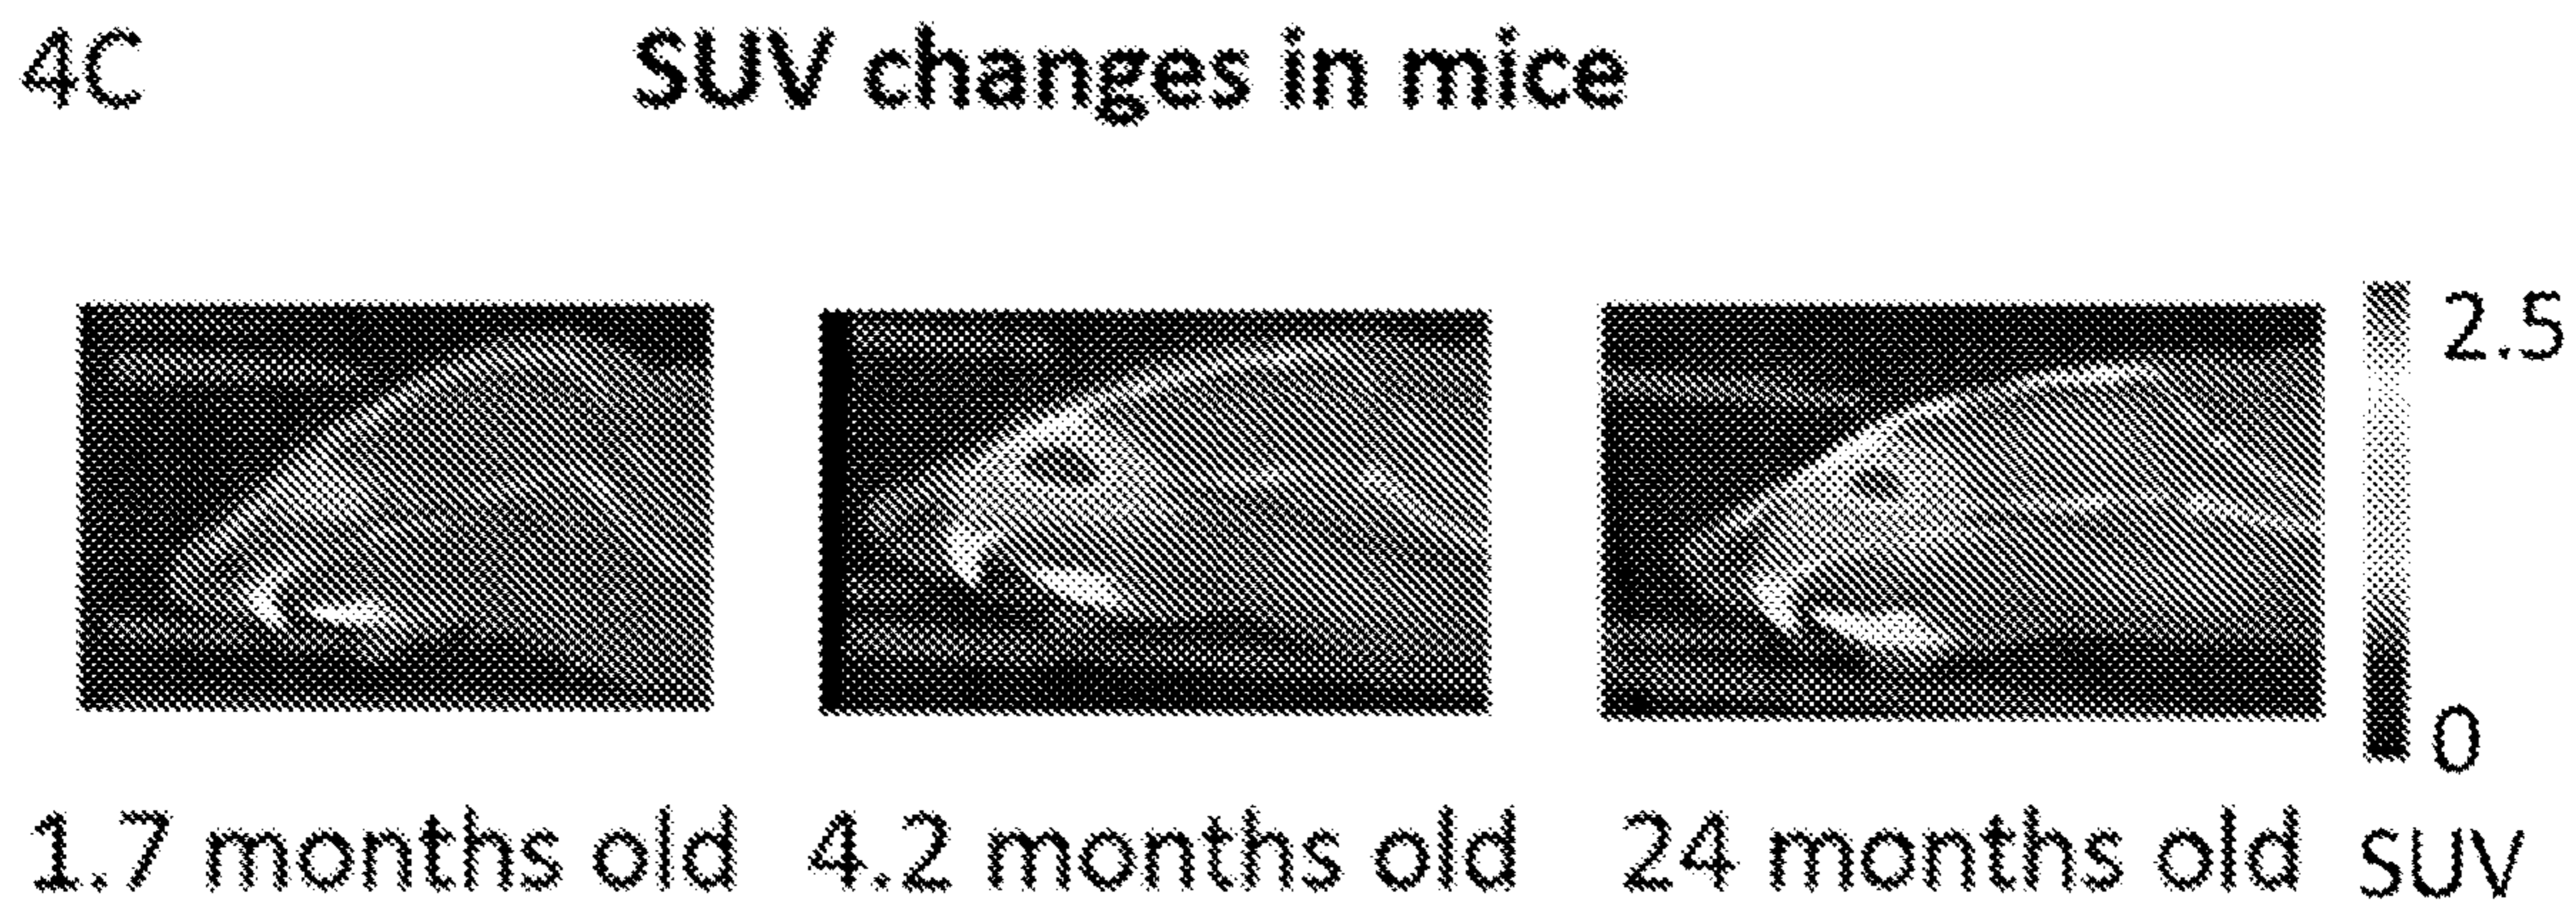 4C
SUV changes in mice
2.5
0
1.7 months old
4.2 months old
24 months old
SUV